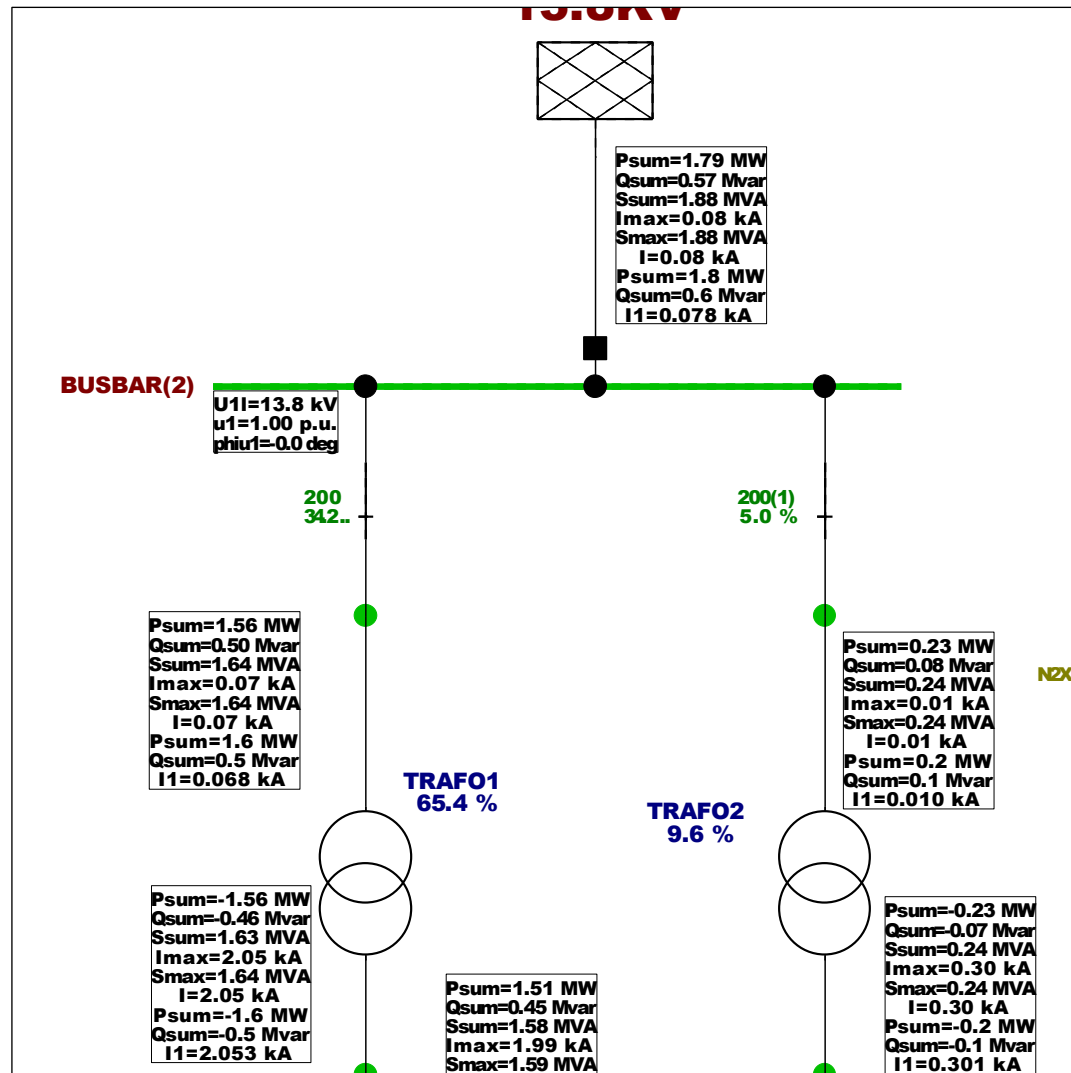 13.8KV
Psum=1.79 MW
Qsum=0.57 Mvar
Ssum=1.88 MVA
Imax=0.08 kA
Smax=1.88 MVA
I=0.08 kA
Psum=1.8 MW
Qsum=0.6 Mvar
I1=0.078 kA
BUSBAR(2)
U1l=13.8 kV
u1=1.00 p.u.
phiu1=-0.0 deg
200
34.2..
200(1)
5.0 %
Psum=1.56 MW
Qsum=0.50 Mvar
Ssum=1.64 MVA
Imax=0.07 kA
Smax=1.64 MVA
I=0.07 kA
Psum=1.6 MW
Qsum=0.5 Mvar
I1=0.068 kA
Psum=0.23 MW
Qsum=0.08 Mvar
Ssum=0.24 MVA
Imax=0.01 kA
Smax=0.24 MVA
I=0.01 kA
Psum=0.2 MW
Qsum=0.1 Mvar
I1=0.010 kA
N2X
TRAFO1
65.4 %
TRAFO2
9.6 %
Psum=-1.56 MW
Qsum=-0.46 Mvar
Ssum=1.63 MVA
Imax=2.05 kA
Smax=1.64 MVA
I=2.05 kA
Psum=-1.6 MW
Qsum=-0.5 Mvar
I1=2.053 kA
Psum=1.51 MW
Qsum=0.45 Mvar
Ssum=1.58 MVA
Imax=1.99 kA
Smax=1.59 MVA
Psum=-0.23 MW
Qsum=-0.07 Mvar
Ssum=0.24 MVA
Imax=0.30 kA
Smax=0.24 MVA
I=0.30 kA
Psum=-0.2 MW
Qsum=-0.1 Mvar
I1=0.301 kA